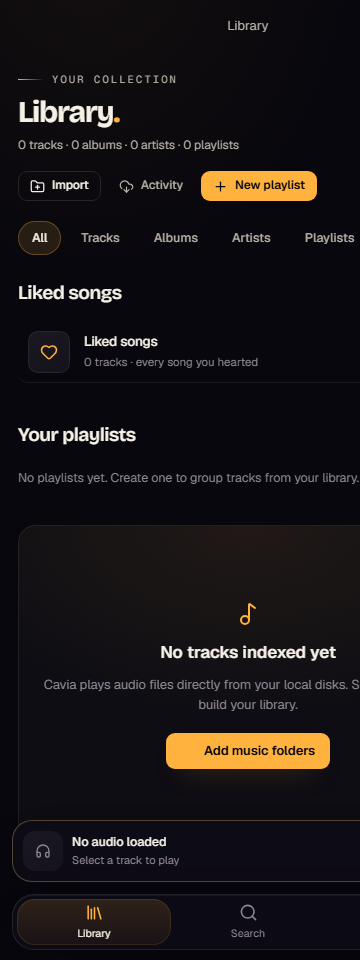 Library
YOUR COLLECTION
Library.
0 tracks · 0 albums · 0 artists · 0 playlists
Import
Activity
New playlist
All
Tracks
Albums
Artists
Playlists
Liked songs
Liked songs
0 tracks · every song you hearted
Your playlists
No playlists yet. Create one to group tracks from your library.
No tracks indexed yet
Cavia plays audio files directly from your local disks. S
build your library.
Add music folders
No audio loaded
Select a track to play
Library
Search